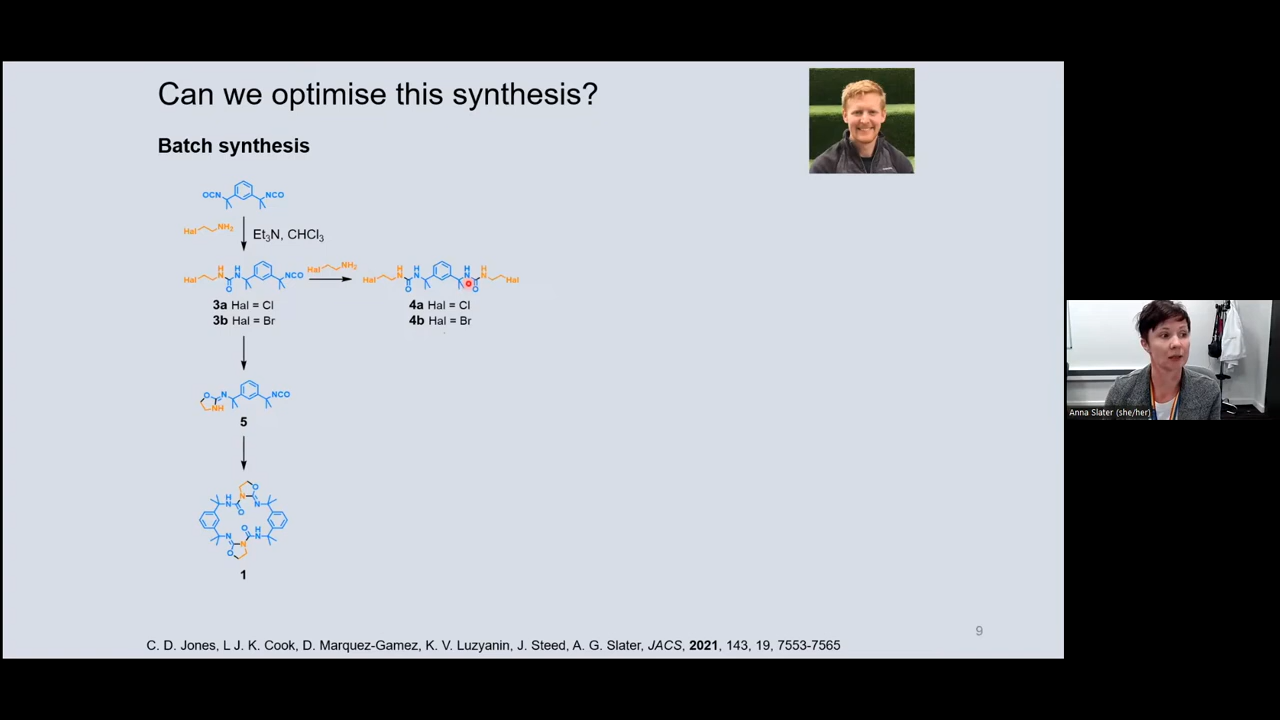 Can we optimise this synthesis?
Batch synthesis
OCN NCO
Hal NH2
Et3N, CHCl3
Hal H N O H N NCO
Hal NH2
Hal H N O H N H N O H N Hal
3a Hal = Cl
3b Hal = Br
4a Hal = Cl
4b Hal = Br
O N NH NCO
5
H N O N O N
N O N O H N
1
9
C. D. Jones, L J. K. Cook, D. Marquez-Gamez, K. V. Luzyanin, J. Steed, A. G. Slater, JACS, 2021, 143, 19, 7553-7565
Anna Slater (she/her)